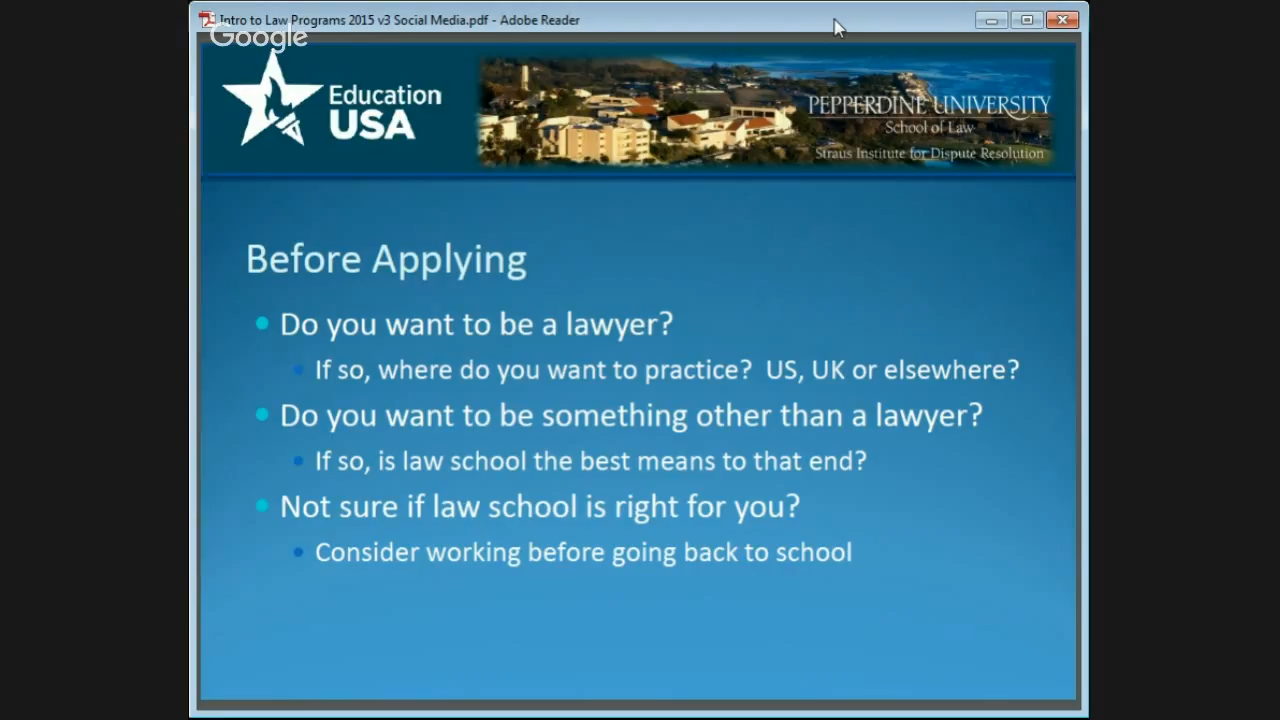 Intro to Law Programs 2015 v3 Social Media.pdf - Adobe Reader
Google
Education
USA
PEPPERDINE UNIVERSITY
School of Law
Straus Institute for Dispute Resolution
Before Applying
Do you want to be a lawyer?
If so, where do you want to practice? US, UK or elsewhere?
Do you want to be something other than a lawyer?
If so, is law school the best means to that end?
Not sure if law school is right for you?
Consider working before going back to school